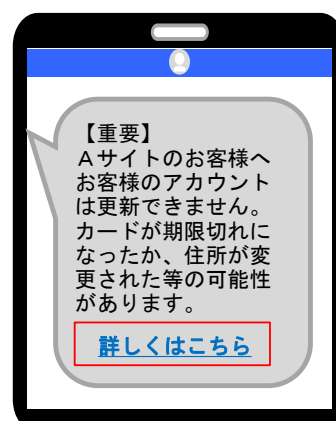 【重要】
Ａサイトのお客様へ
お客様のアカウント
は更新できません。
カードが期限切れに
なったか、住所が変
更された等の可能性
があります。
詳しくはこちら